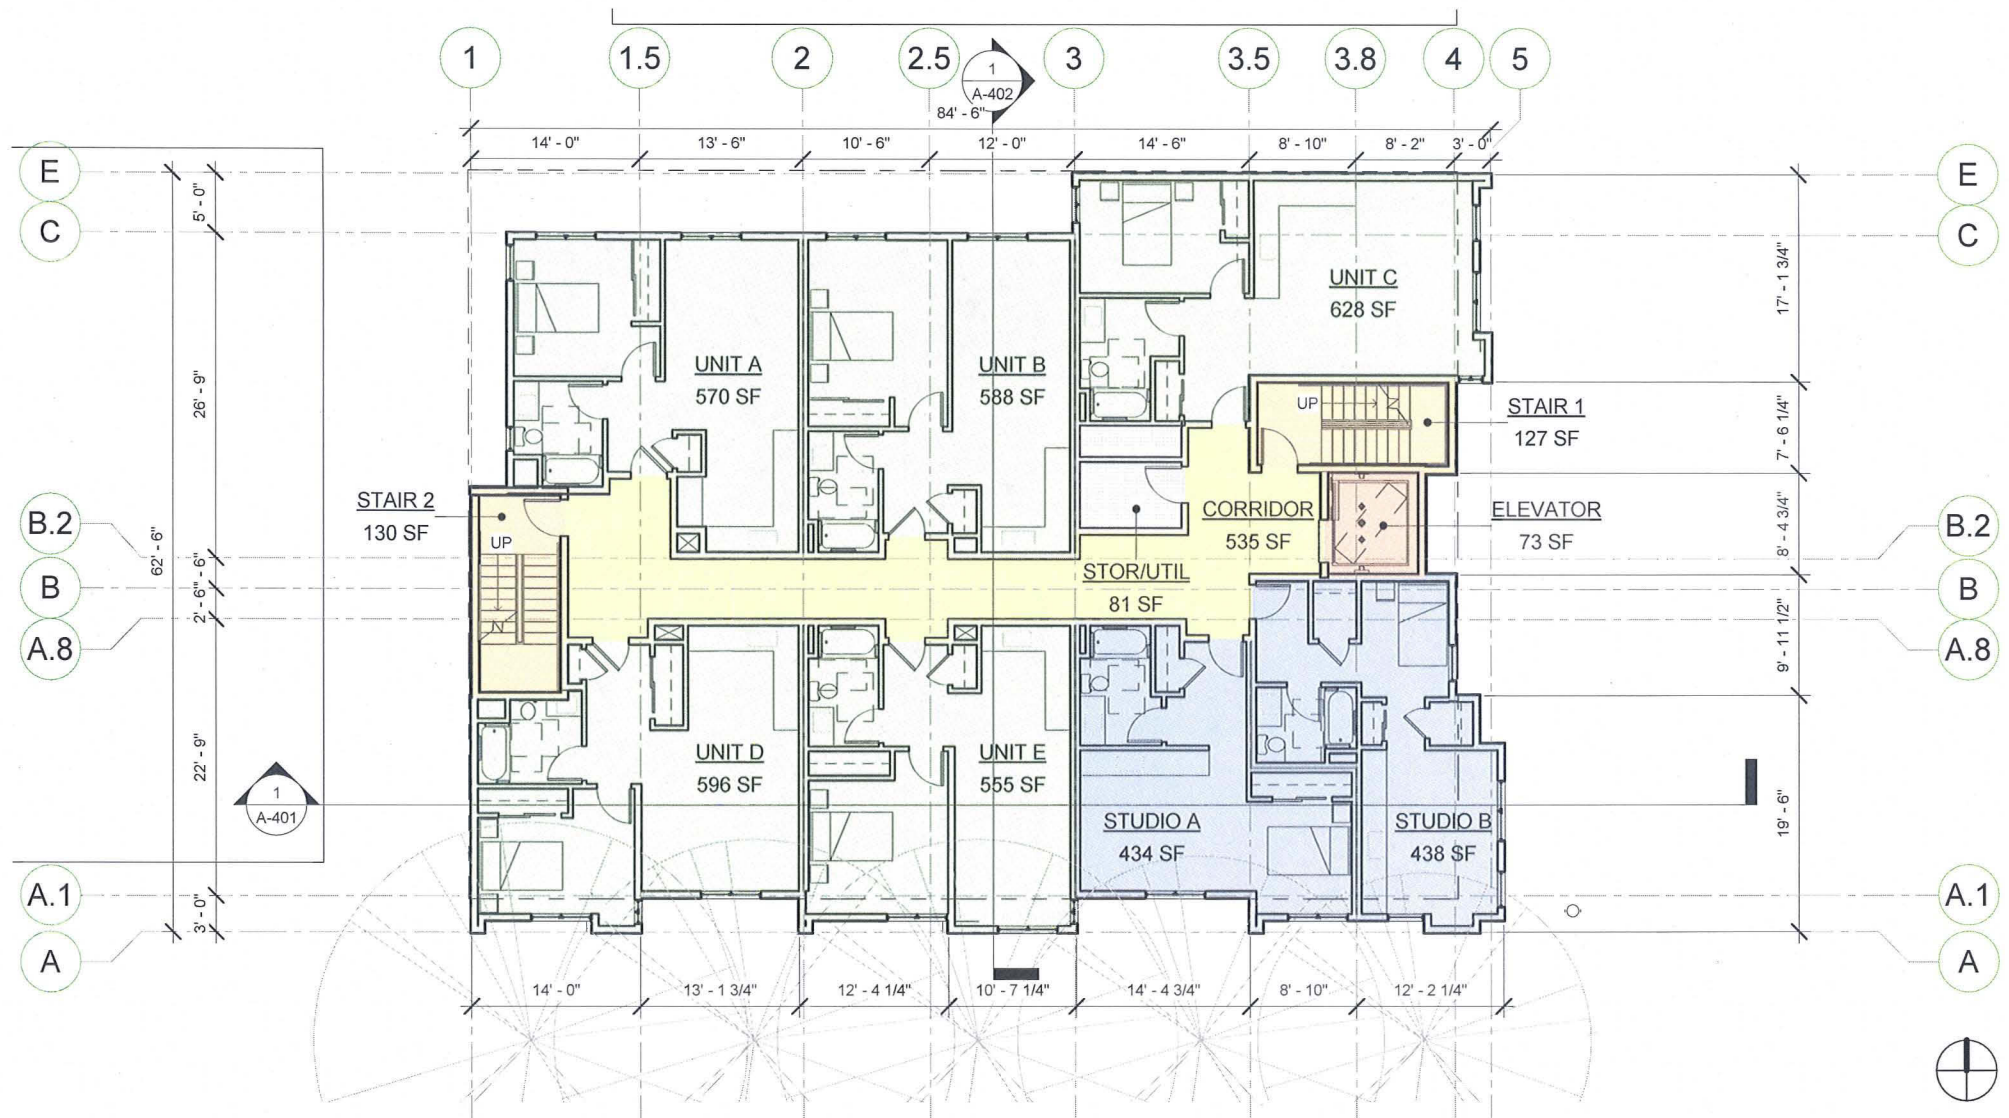 1
1.5
2
2.5
3
3.5
3.8
4
5
1
A-402
84' - 6"
14' - 0"
13' - 6"
10' - 6"
12' - 0"
14' - 6"
8' - 10"
8' - 2"
3' - 0"
E
E
C
C
5' - 0"
17' - 1 3/4"
UNIT C
628 SF
UNIT A
570 SF
UNIT B
588 SF
26' - 9"
UP
STAIR 1
127 SF
7' - 6 1/4"
STAIR 2
130 SF
UP
CORRIDOR
535 SF
ELEVATOR
73 SF
8' - 4 3/4"
B.2
B.2
62' - 6"
2' - 6"
6"
STOR/UTIL
81 SF
B
B
A.8
A.8
9' - 11 1/2"
22' - 9"
UNIT D
596 SF
UNIT E
555 SF
1
A-401
STUDIO A
434 SF
STUDIO B
438 SF
19' - 6"
A.1
A.1
3' - 0"
A
A
14' - 0"
13' - 1 3/4"
12' - 4 1/4"
10' - 7 1/4"
14' - 4 3/4"
8' - 10"
12' - 2 1/4"